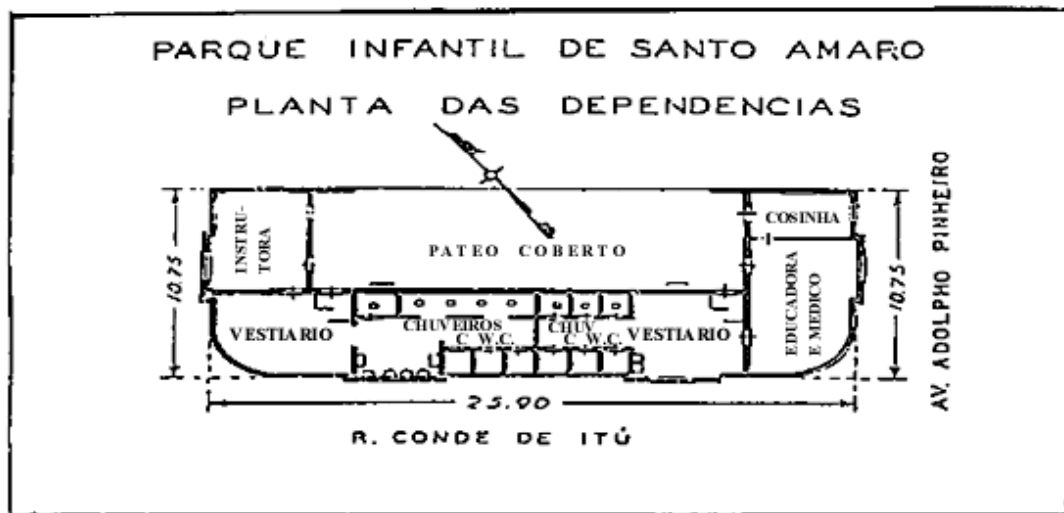 PARQUE INFANTIL DE SANTO AMARO
PLANTA DAS DEPENDENCIAS
INSTRU-
TORA
PATEO COBERTO
COSINHA
EDUCADORA
E MEDICO
VESTIARIO
CHUVEIROS
C. W.C.
CHUV
C. W.C.
VESTIARIO
10.75
10.75
25.90
R. CONDE DE ITÚ
AV. ADOLPHO PINHEIRO